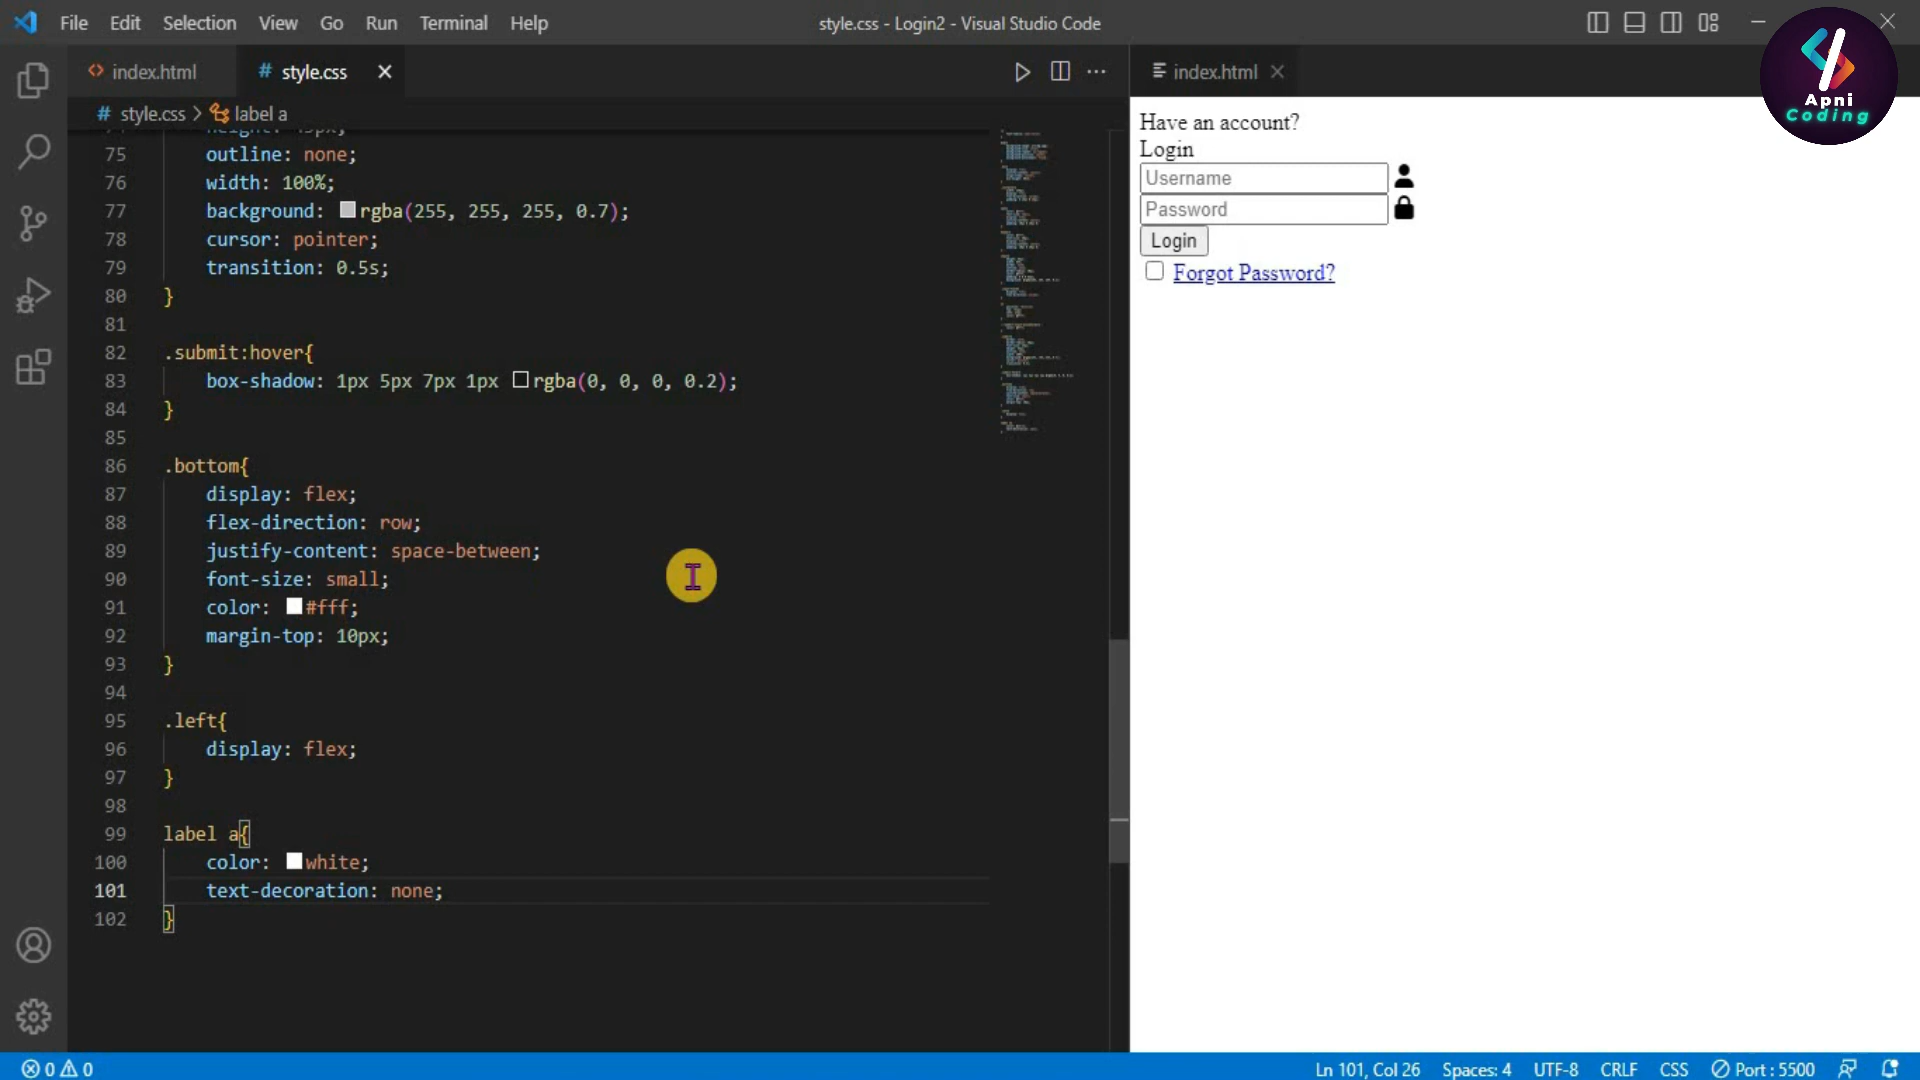 File Edit Selection View Go Run Terminal Help
style.css - Login2 - Visual Studio Code
index.html
# style.css
index.html
Apni
Coding
# style.css > label a
75 outline: none;
76 width: 100%;
77 background: rgba(255, 255, 255, 0.7);
78 cursor: pointer;
79 transition: 0.5s;
80 }
81
82 .submit:hover{
83 box-shadow: 1px 5px 7px 1px rgba(0, 0, 0, 0.2);
84 }
85
86 .bottom{
87 display: flex;
88 flex-direction: row;
89 justify-content: space-between;
90 font-size: small;
91 color: #fff;
92 margin-top: 10px;
93 }
94
95 .left{
96 display: flex;
97 }
98
99 label a{
100 color: white;
101 text-decoration: none;
102 }
Have an account?
Login
Username
Password
Login
Forgot Password?
0 0
Ln 101, Col 26 Spaces: 4 UTF-8 CRLF CSS Port : 5500